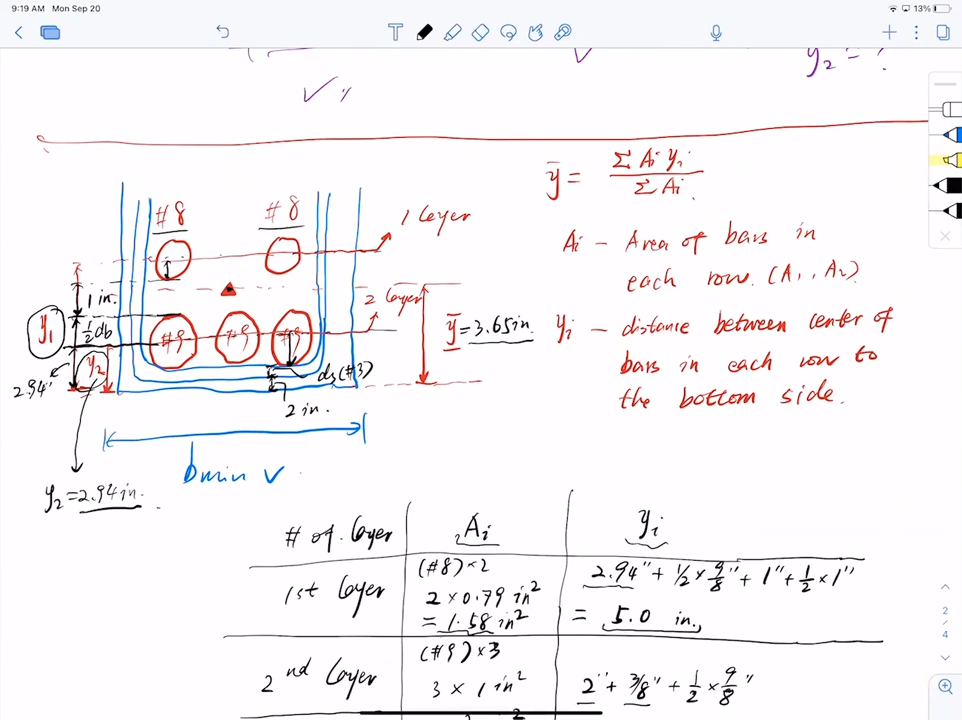 9:19 AM Mon Sep 20
13%
T
y₂ = ?
ȳ = Σ Ai yi / Σ Ai
#8
#8
1 layer
Ai – Area of bars in
each row. (A₁, A₂)
1 in.
2 layer
y₁
½db
#9
#9
#9
ȳ = 3.65in.
yi – distance between center of
bars in each row to
the bottom side.
y₂
2.94"
ds(#3)
2 in.
bmin
y₂ = 2.94in.
# of layer
Ai
yi
1st layer
(#8)×2
2 × 0.79 in²
= 1.58 in²
2.94" + ½ × 9/8" + 1" + ½ × 1"
= 5.0 in.
2nd layer
(#9)×3
3 × 1 in²
2" + 3/8" + ½ × 9/8"
2
4